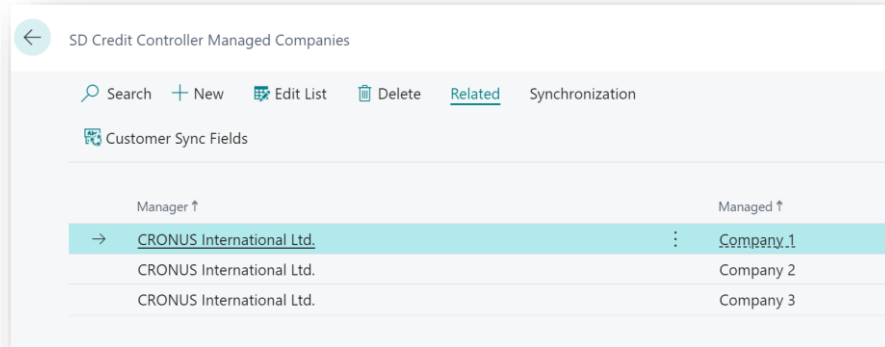 SD Credit Controller Managed Companies
Search New Edit List Delete Related Synchronization
Customer Sync Fields
Manager ↑ Managed ↑
CRONUS International Ltd. Company 1
CRONUS International Ltd. Company 2
CRONUS International Ltd. Company 3